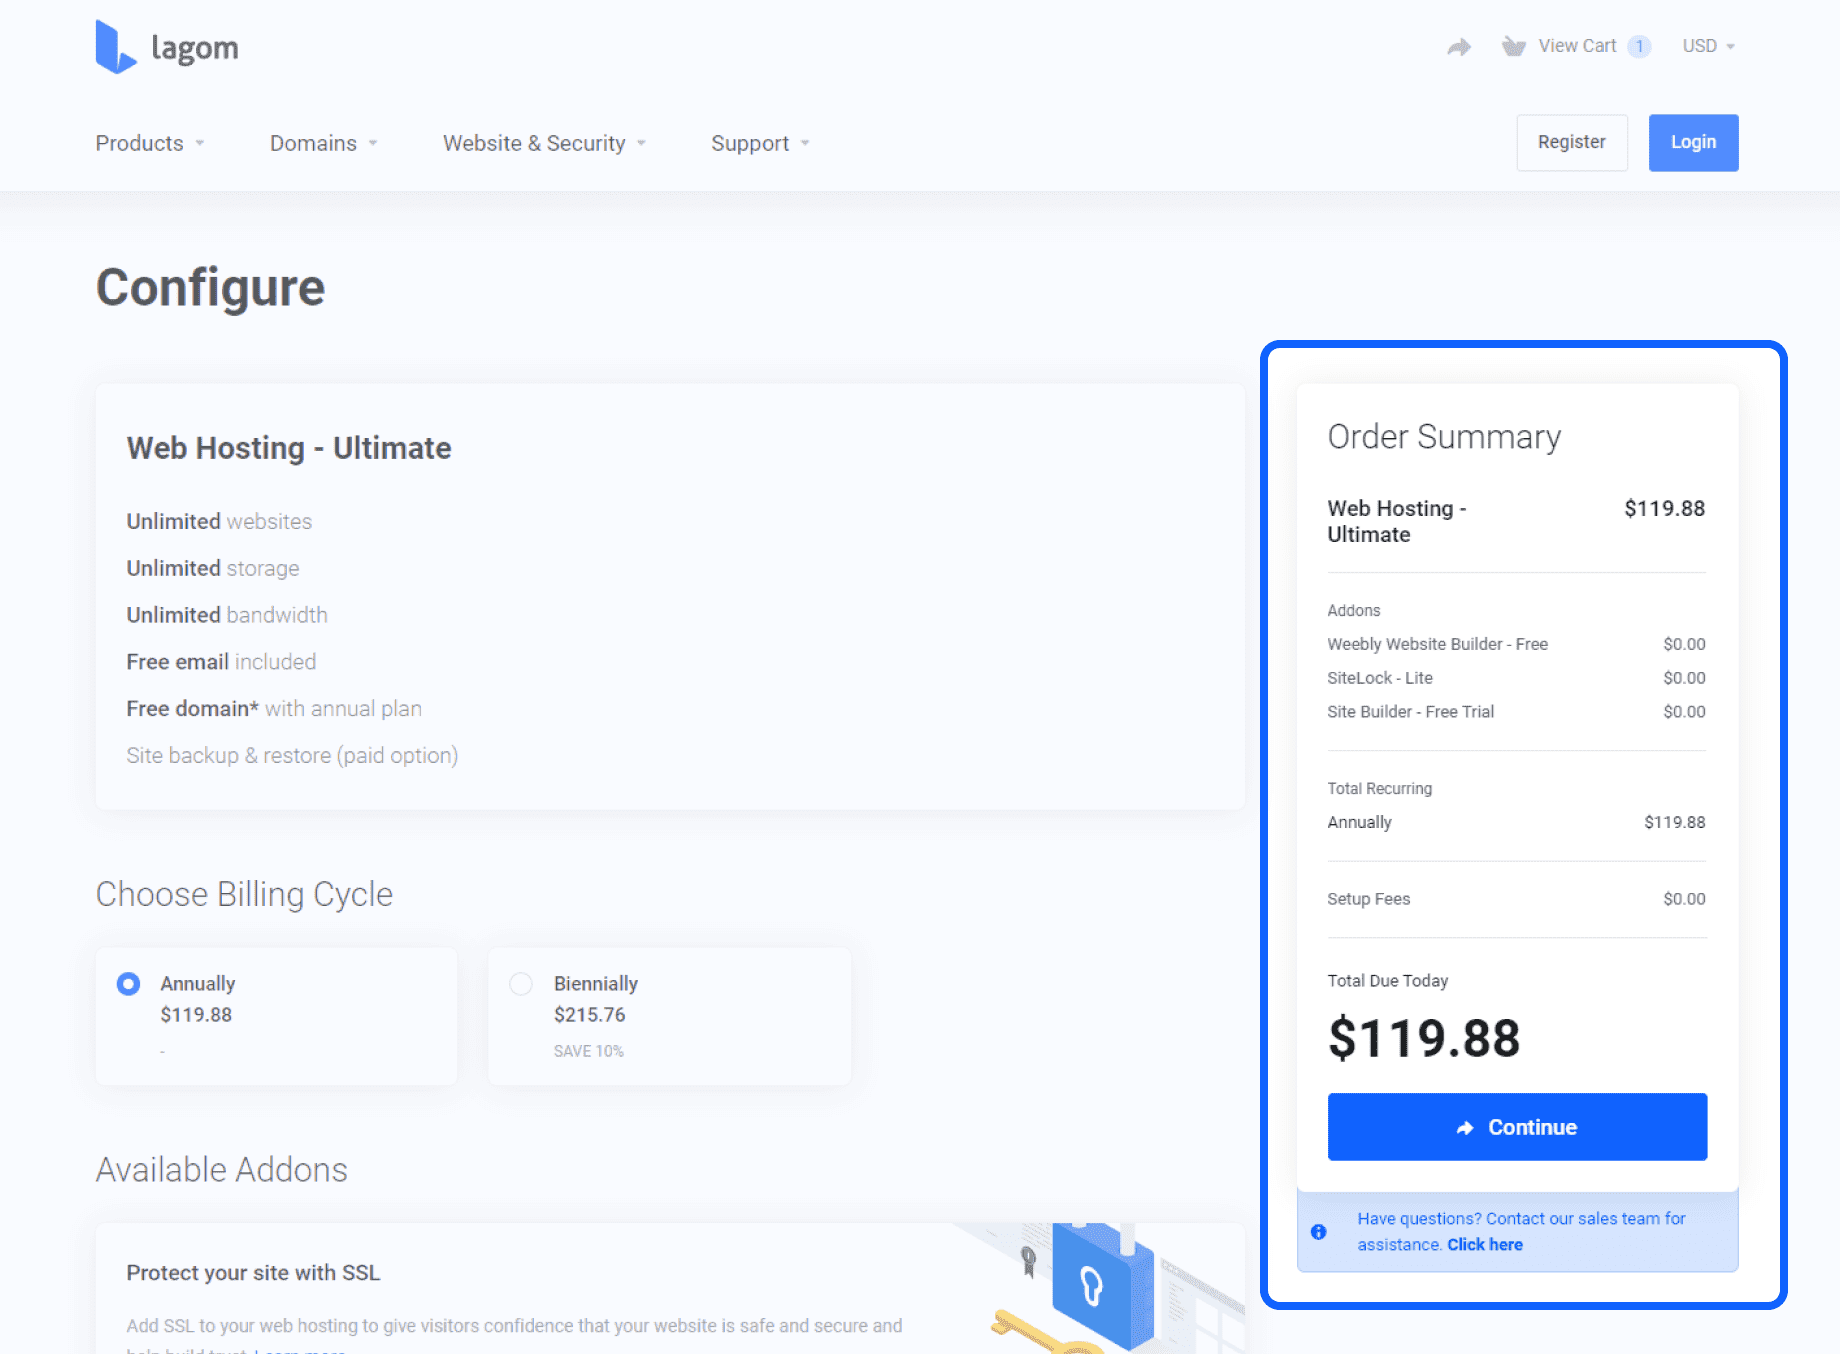 lagom
View Cart 1
USD
Products
Domains
Website & Security
Support
Register
Login
Configure
Web Hosting - Ultimate
Unlimited websites
Unlimited storage
Unlimited bandwidth
Free email included
Free domain* with annual plan
Site backup & restore (paid option)
Choose Billing Cycle
Annually
$119.88
-
Biennially
$215.76
SAVE 10%
Available Addons
Protect your site with SSL
Add SSL to your web hosting to give visitors confidence that your website is safe and secure and
help build trust. Learn more
Order Summary
Web Hosting - $119.88
Ultimate
Addons
Weebly Website Builder - Free $0.00
SiteLock - Lite $0.00
Site Builder - Free Trial $0.00
Total Recurring
Annually $119.88
Setup Fees $0.00
Total Due Today
$119.88
Continue
Have questions? Contact our sales team for
assistance. Click here